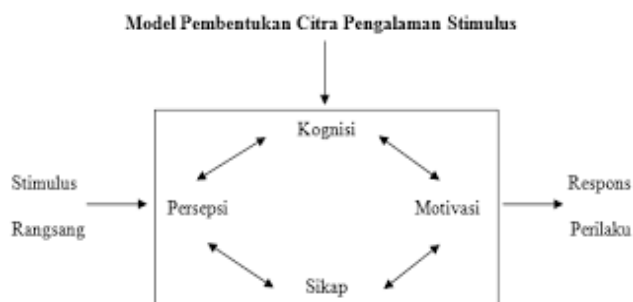 Model Pembentukan Citra Pengalaman Stimulus
Kognisi
Stimulus
Rangsang
Persepsi
Motivasi
Respons
Perilaku
Sikap